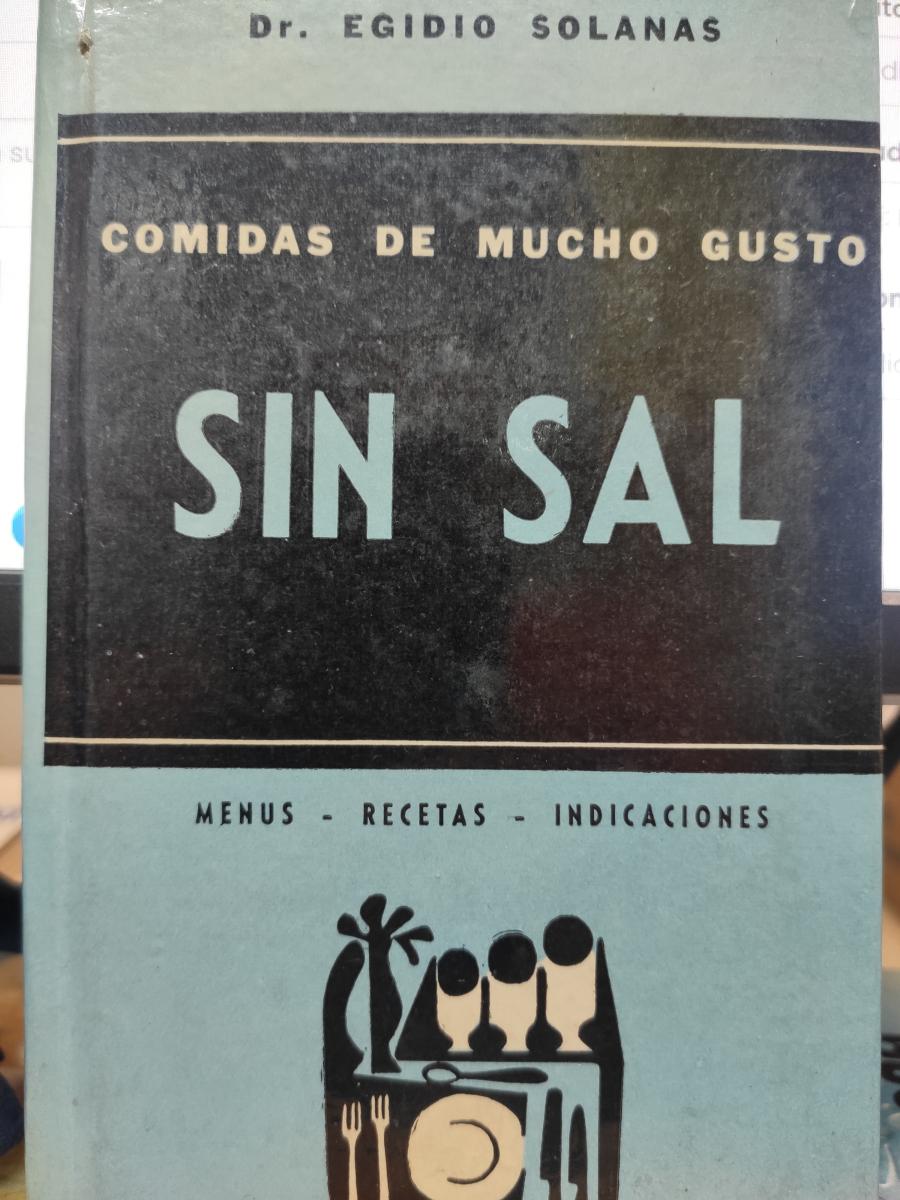 Dr. EGIDIO SOLANAS
COMIDAS DE MUCHO GUSTO
SIN SAL
MENUS - RECETAS - INDICACIONES